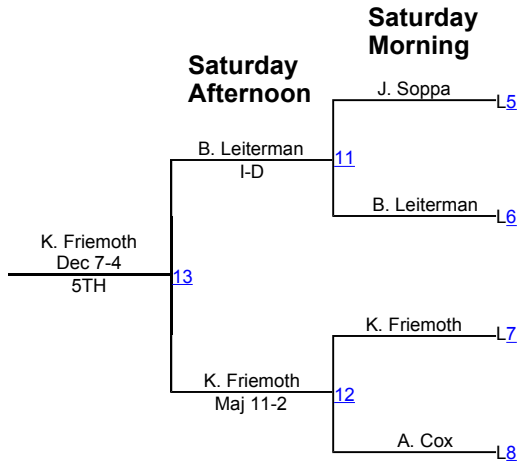 Saturday
Morning
Saturday
Afternoon
J. Soppa
L5
B. Leiterman
I-D
11
B. Leiterman
L6
K. Friemoth
Dec 7-4
5TH
13
K. Friemoth
L7
K. Friemoth
Maj 11-2
12
A. Cox
L8